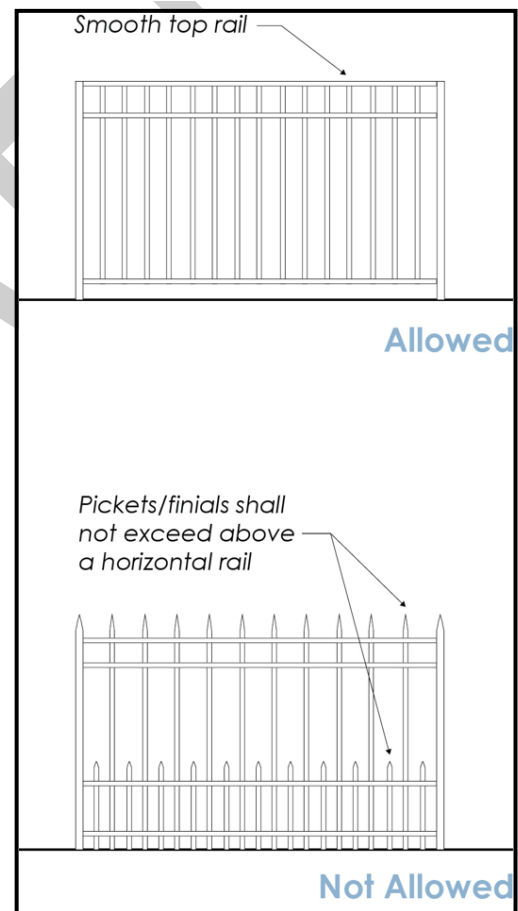 Smooth top rail
Allowed
Pickets/finials shall
not exceed above
a horizontal rail
Not Allowed